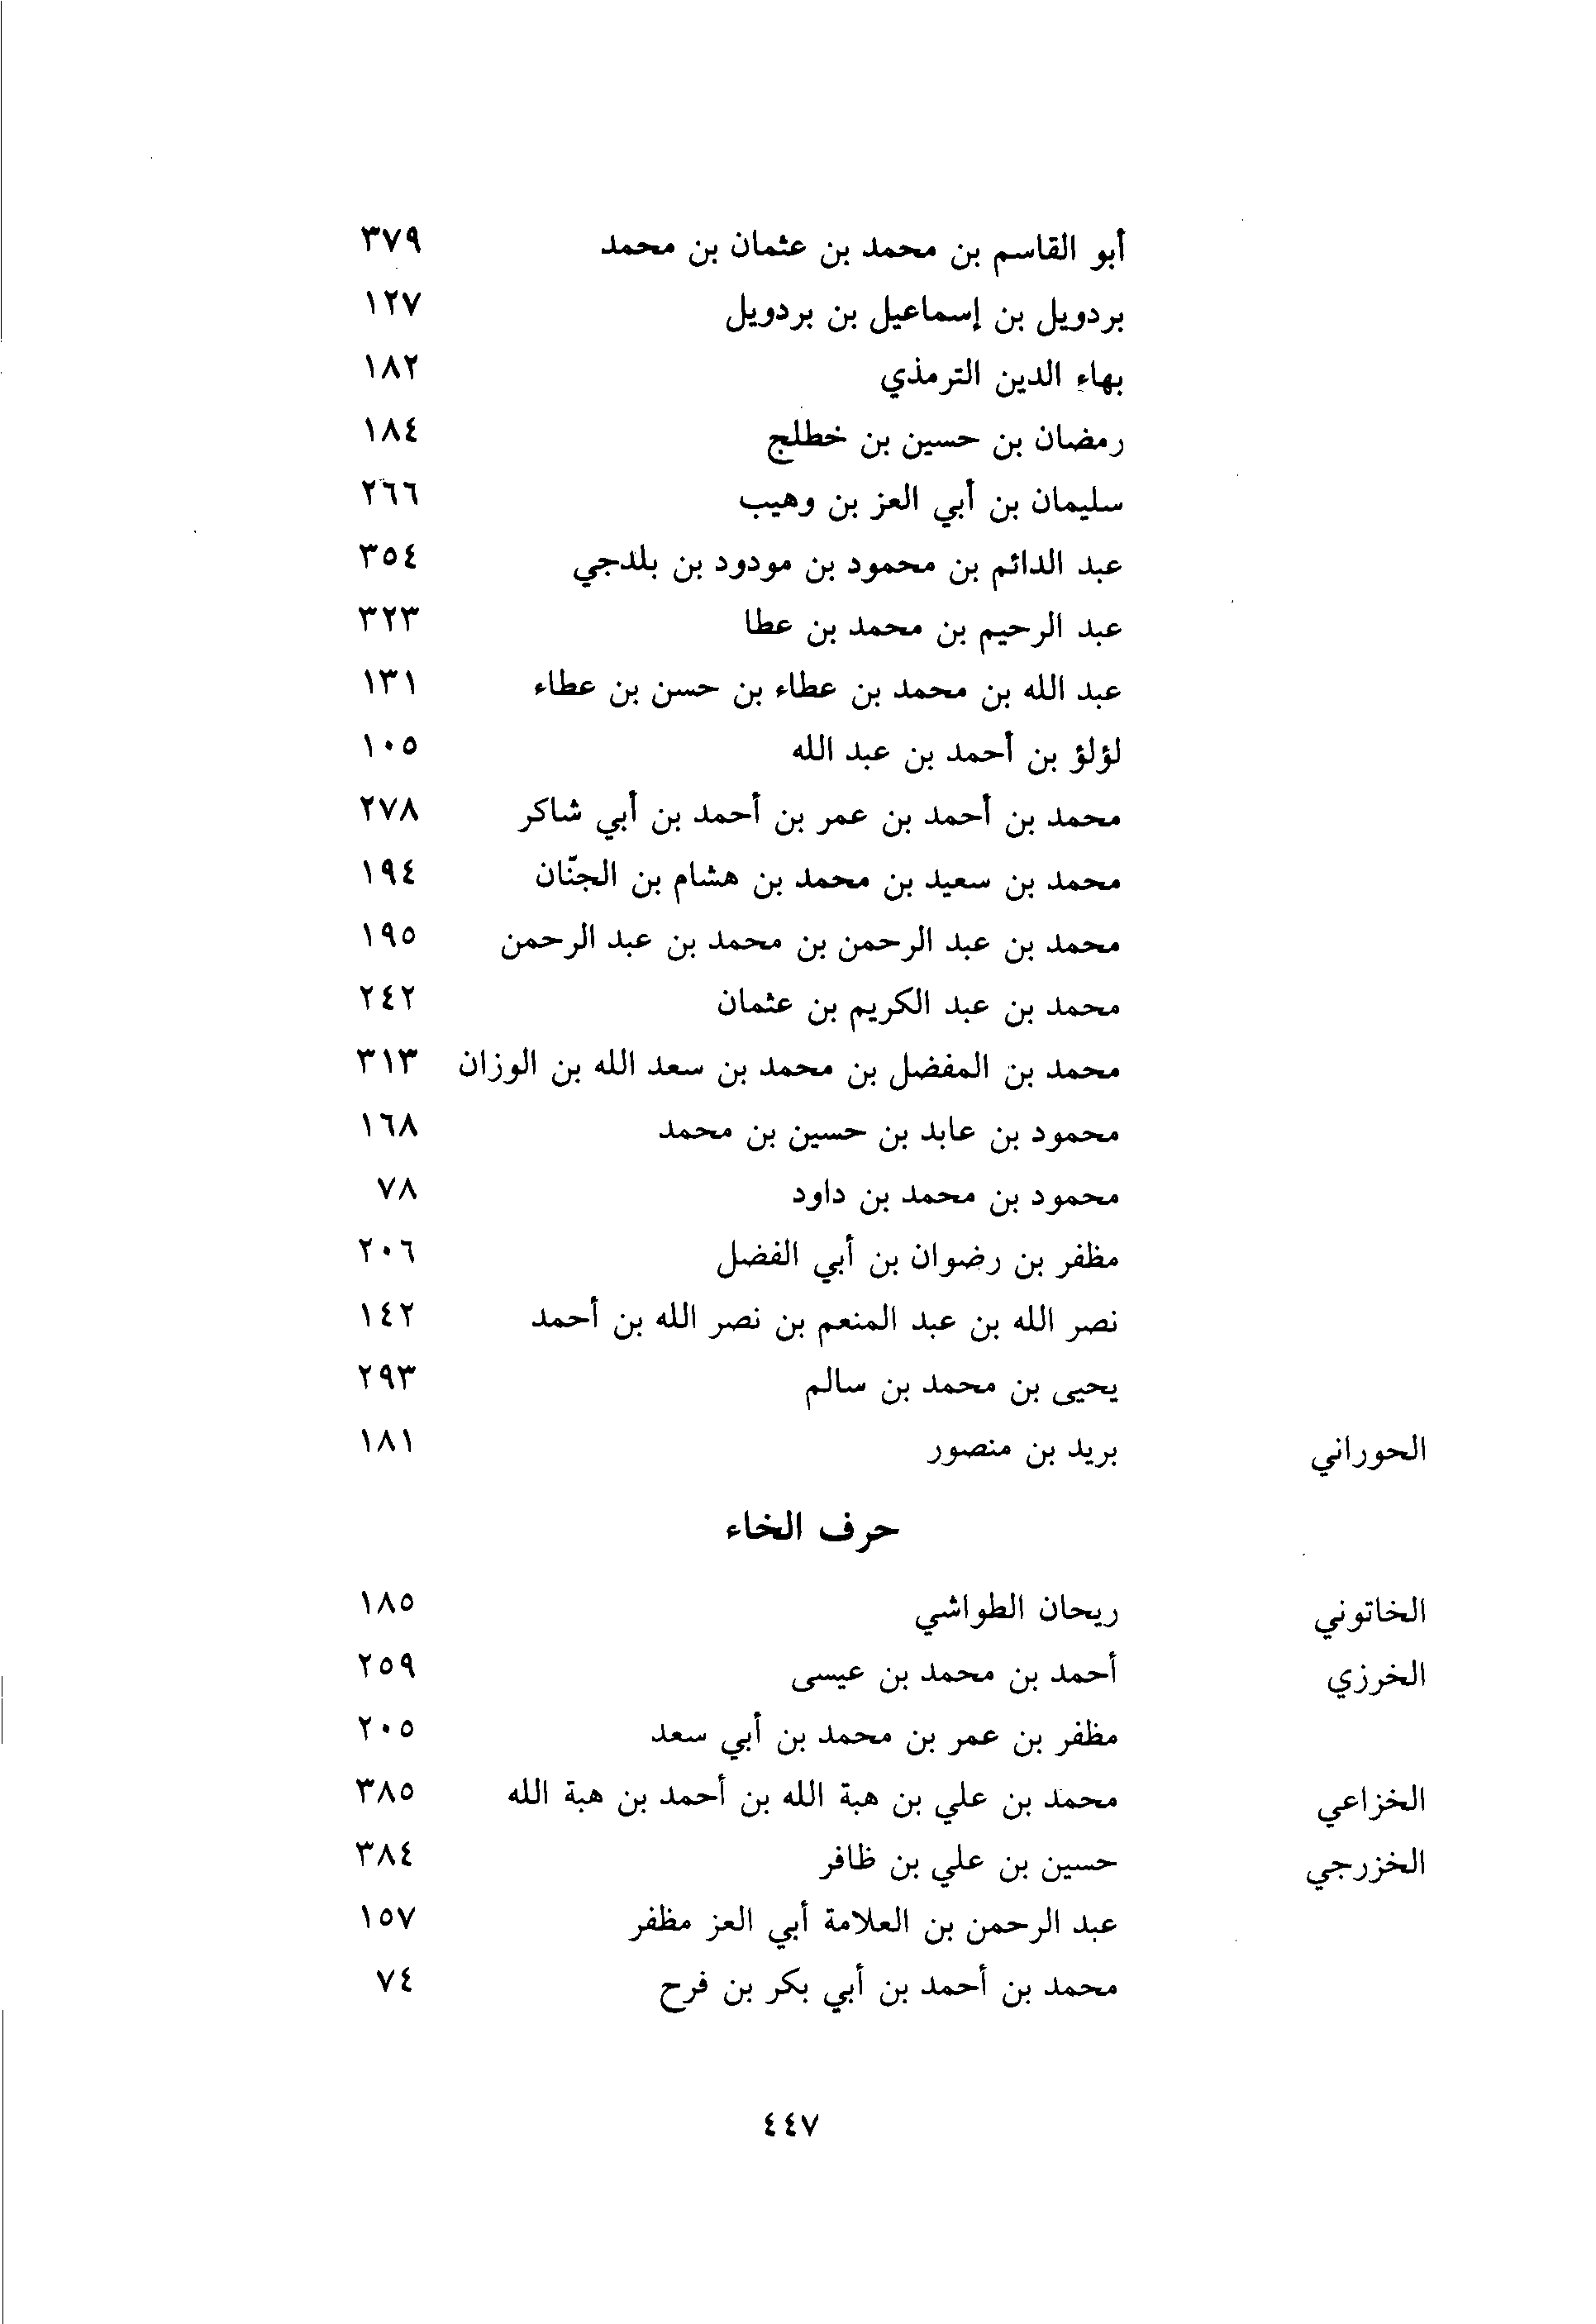 أبو القاسم بن محمد بن عثمان بن محمد ٣٧٩
بردويل بن إسماعيل بن بردويل ١٢٧
بهاء الدين الترمذي ١٨٢
رمضان بن حسين بن خطلج ١٨٤
سليمان بن أبي العز بن وهيب ٢٦٦
عبد الدائم بن محمود بن مودود بن بلدجي ٣٥٤
عبد الرحيم بن محمد بن عطا ٣٢٣
عبد الله بن محمد بن عطاء بن حسن بن عطاء ١٣١
لؤلؤ بن أحمد بن عبد الله ١٠٥
محمد بن أحمد بن عمر بن أحمد بن أبي شاكر ٢٧٨
محمد بن سعيد بن محمد بن هشام بن الجنّان ١٩٤
محمد بن عبد الرحمن بن محمد بن عبد الرحمن ١٩٥
محمد بن عبد الكريم بن عثمان ٢٤٢
محمد بن المفضل بن محمد بن سعد الله بن الوزان ٣١٣
محمود بن عابد بن حسين بن محمد ١٦٨
محمود بن محمد بن داود ٧٨
مظفر بن رضوان بن أبي الفضل ٢٠٦
نصر الله بن عبد المنعم بن نصر الله بن أحمد ١٤٢
يحيى بن محمد بن سالم ٢٩٣
الحوراني بريد بن منصور ١٨١
حرف الخاء
الخاتوني ريحان الطواشي ١٨٥
الخرزي أحمد بن محمد بن عيسى ٢٥٩
مظفر بن عمر بن محمد بن أبي سعد ٢٠٥
الخزاعي محمد بن علي بن هبة الله بن أحمد بن هبة الله ٣٨٥
الخزرجي حسين بن علي بن ظافر ٣٨٤
عبد الرحمن بن العلامة أبي العز مظفر ١٥٧
محمد بن أحمد بن أبي بكر بن فرح ٧٤
٤٤٧